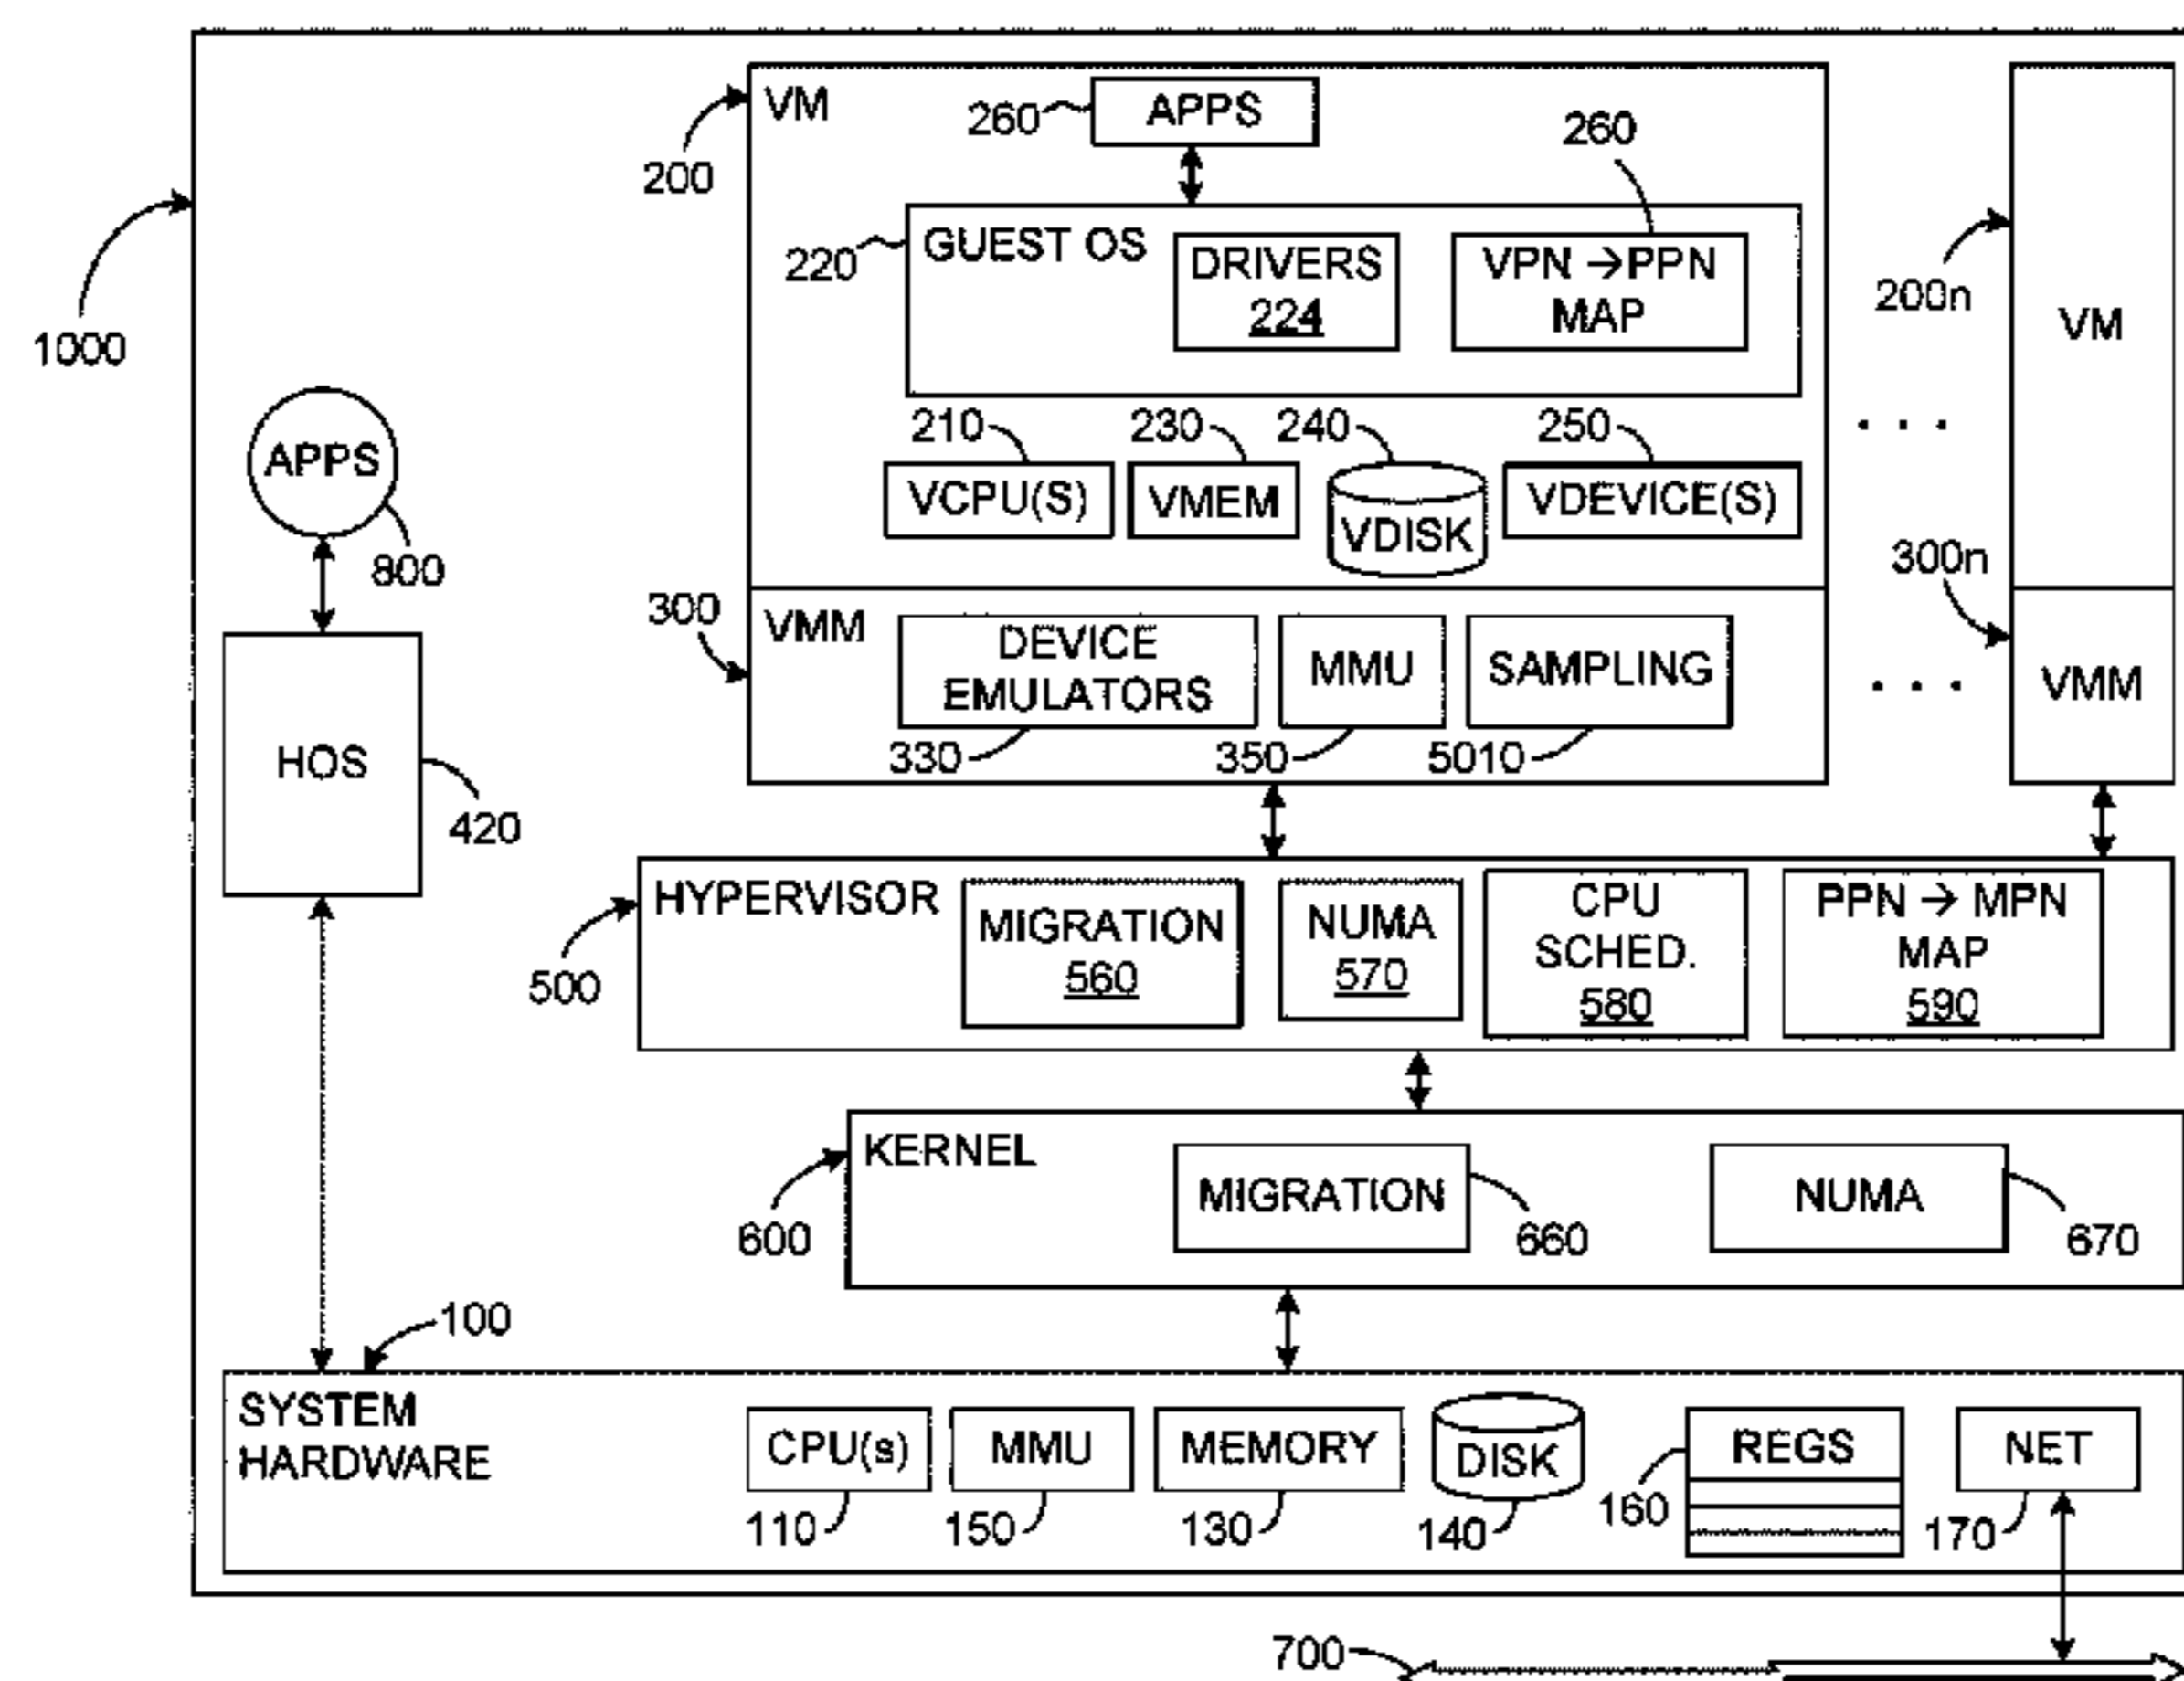 VM
260
APPS
260
200
220
GUEST OS
DRIVERS
224
VPN →PPN
MAP
200n
VM
1000
APPS
800
210
230
240
250
. . .
VCPU(S)
VMEM
VDISK
VDEVICE(S)
300n
300
VMM
DEVICE
EMULATORS
MMU
SAMPLING
. . .
VMM
330
350
5010
HOS
420
HYPERVISOR
MIGRATION
560
NUMA
570
CPU
SCHED.
580
PPN → MPN
MAP
590
500
KERNEL
MIGRATION
NUMA
600
660
670
100
SYSTEM
HARDWARE
CPU(s)
MMU
MEMORY
DISK
REGS
NET
110
150
130
140
160
170
700